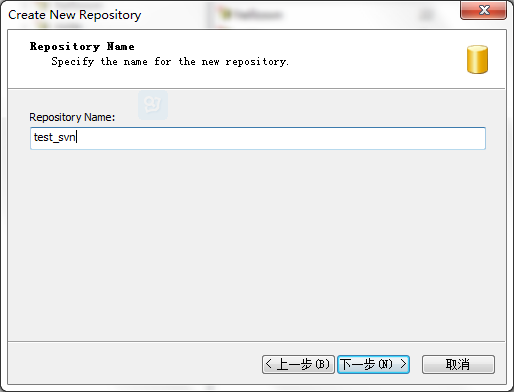 Create New Repository
Repository Name
Specify the name for the new repository.
Repository Name:
test_svn
< 上一步(B)
下一步(N) >
取消